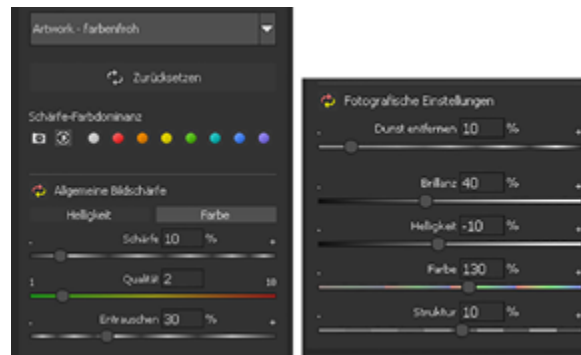 Artwork - farbenfroh
Zurücksetzen
Schärfe-Farbdominanz
Allgemeine Bildschärfe
Helligkeit Farbe
Schärfe 10 %
- +
Qualität 2
1 10
Entrauschen 30 %
- +
Fotografische Einstellungen
Dunst entfernen 10 %
- +
Brillanz 40 %
- +
Helligkeit -10 %
- +
Farbe 130 %
- +
Struktur 10 %
- +